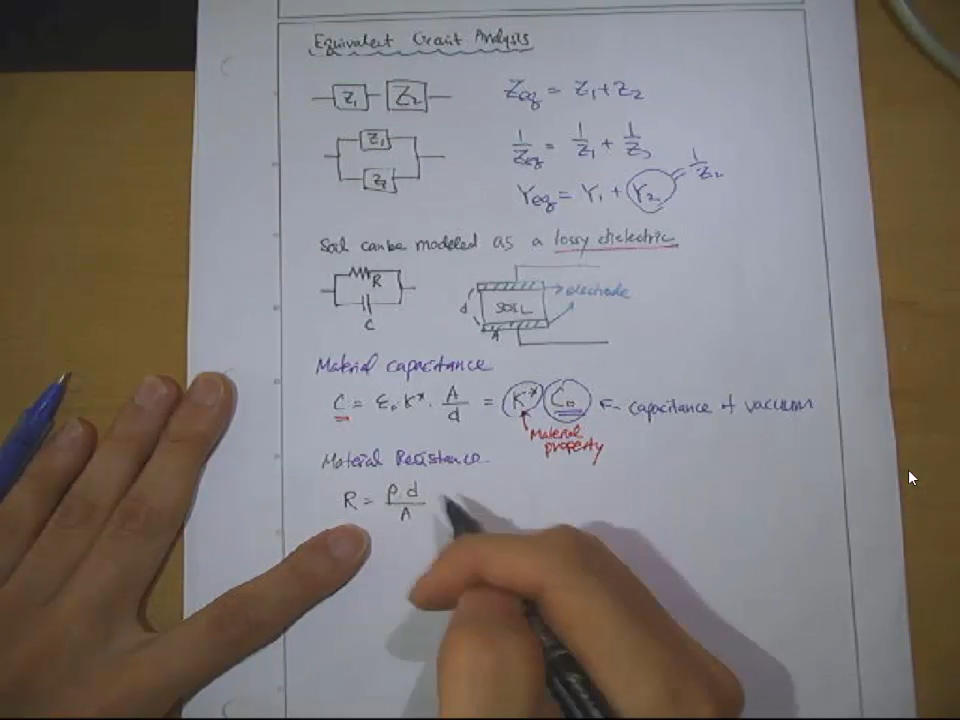 Equivalent Circuit Analysis
Z1 Z2 Zeq = Z1 + Z2
Z1
Z2
1/Zeq = 1/Z1 + 1/Z2
Yeq = Y1 + Y2 = 1/Z2
Soil can be modeled as a lossy dielectric
R
C
d SOIL electrode
A
Material capacitance
C = ε0 K* · A/d = K* C0 ← capacitance of vacuum
Material property
Material Resistance
R = ρ.d/A